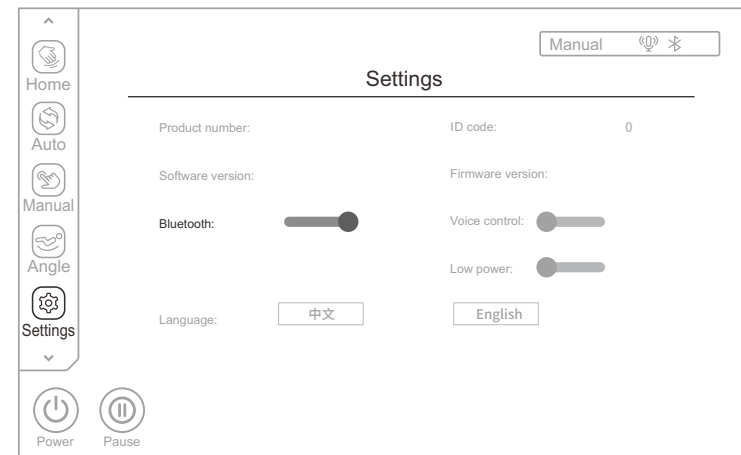 Manual
Settings
Home
Auto
Manual
Angle
Settings
Product number:
ID code: 0
Software version:
Firmware version:
Bluetooth:
Voice control:
Low power:
Language:
中文
English
Power
Pause